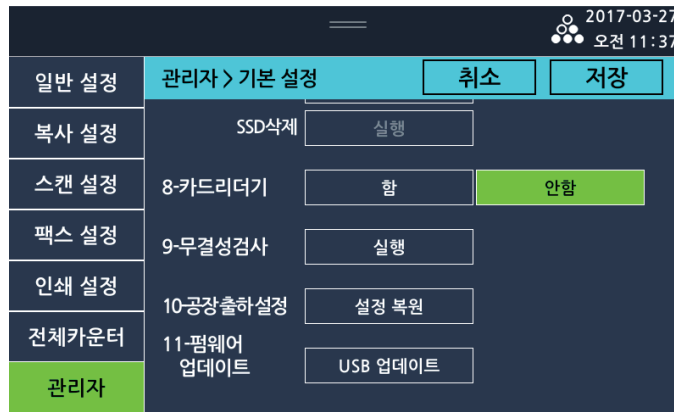 2017-03-27
오전 11:37
일반 설정
관리자 > 기본 설정
취소
저장
복사 설정
SSD삭제
실행
스캔 설정
8-카드리더기
함
안함
팩스 설정
9-무결성검사
실행
인쇄 설정
10-공장출하설정
설정 복원
전체카운터
11-펌웨어
업데이트
USB 업데이트
관리자